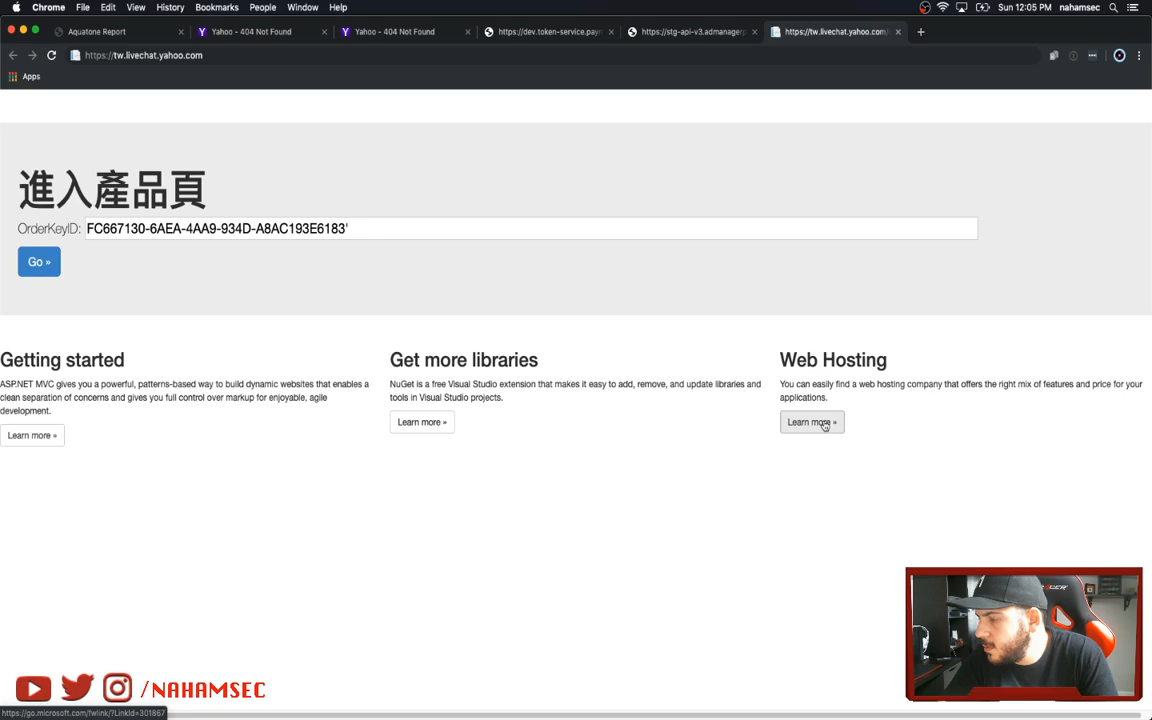 Chrome File Edit View History Bookmarks People Window Help Sun 12:05 PM nahamsec
Aquatone Report Yahoo - 404 Not Found Yahoo - 404 Not Found https://dev.token-service.paym https://stg-api-v3.admanager https://tw.livechat.yahoo.com
https://tw.livechat.yahoo.com
Apps
進入產品頁
OrderKeyID: FC667130-6AEA-4AA9-934D-A8AC193E6183'
Go »
Getting started
ASP.NET MVC gives you a powerful, patterns-based way to build dynamic websites that enables a
clean separation of concerns and gives you full control over markup for enjoyable, agile
development.
Learn more »
Get more libraries
NuGet is a free Visual Studio extension that makes it easy to add, remove, and update libraries and
tools in Visual Studio projects.
Learn more »
Web Hosting
You can easily find a web hosting company that offers the right mix of features and price for your
applications.
Learn more »
/NAHAMSEC
https://go.microsoft.com/fwlink/?LinkId=301867